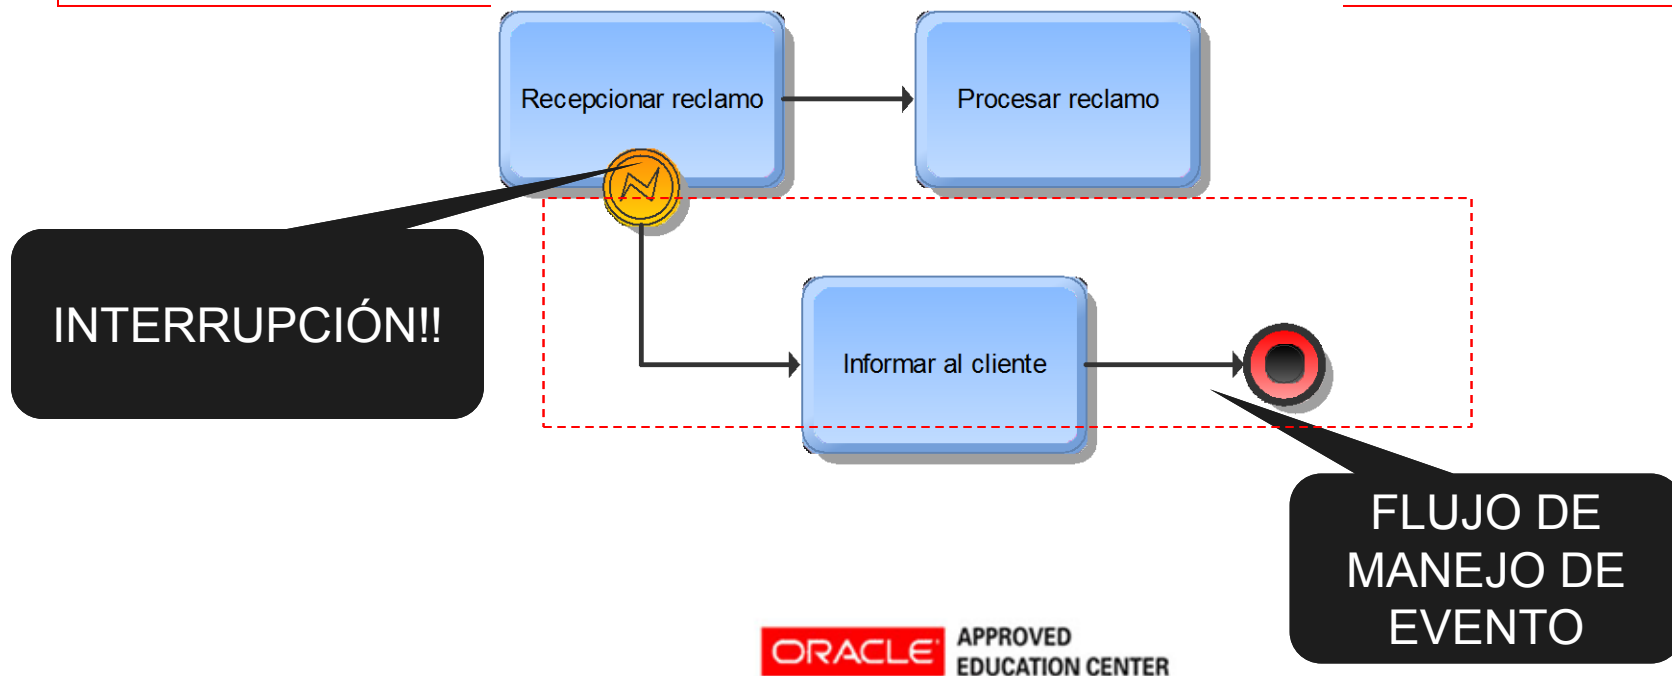 Recepcionar reclamo
Procesar reclamo
INTERRUPCIÓN!!
Informar al cliente
FLUJO DE
MANEJO DE
EVENTO
ORACLE
APPROVED
EDUCATION CENTER